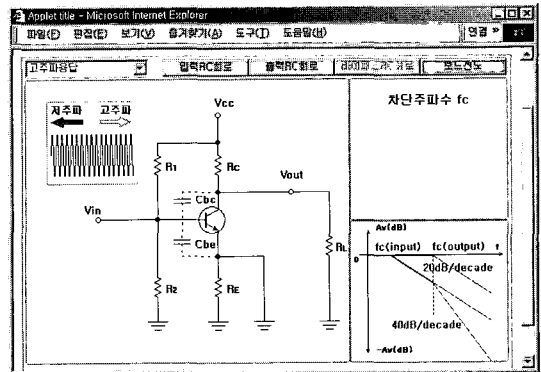 Applet title - Microsoft Internet Explorer
파일(F) 편집(E) 보기(V) 즐겨찾기(A) 도구(T) 도움말(H) 연결 »
고주파응답 입력RC회로 출력RC회로 보드선도
저주파 고주파
Vcc
차단주파수 fc
R1 RC
Vout
Cbc
Vin
Cbe
RL
R2 RE
Av(dB)
fc(input) fc(output) f
0
20dB/decade
40dB/decade
-Av(dB)